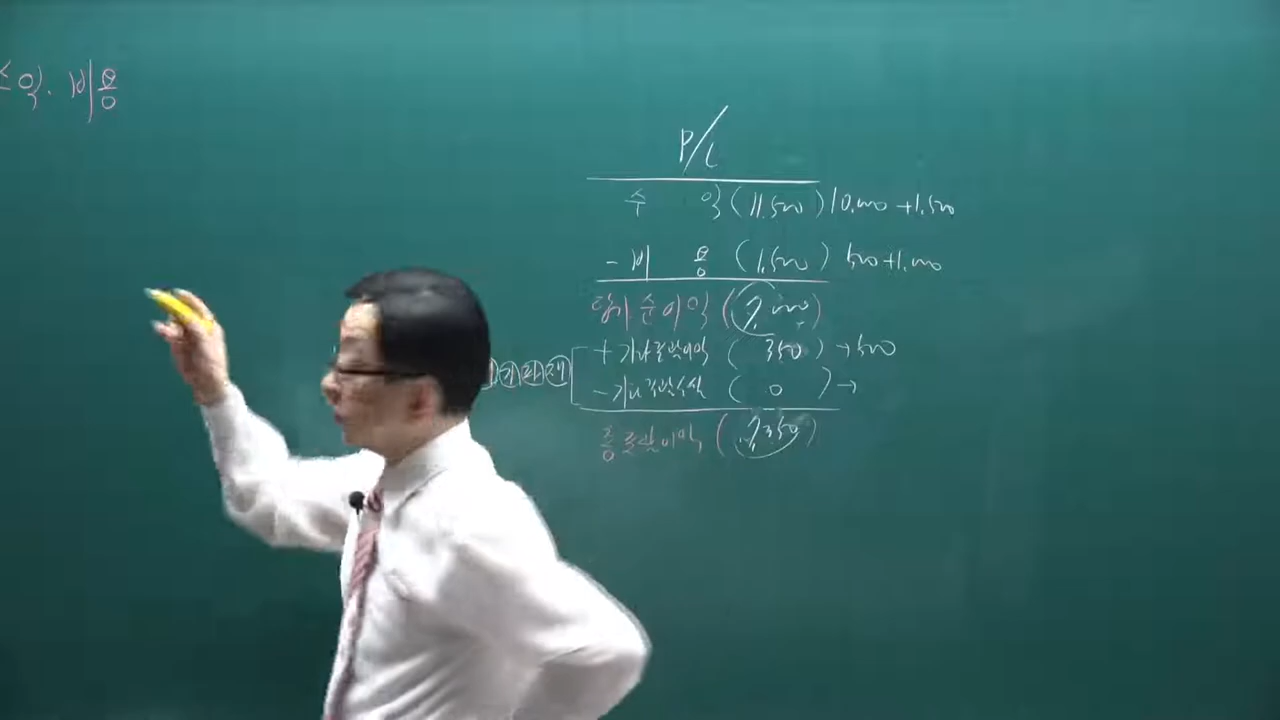 수익. 비용
P/L
수 익 (11,500) 10,000 + 1,500
- 비 용 (1,500) 500 + 1,000
당기순이익 ( ,000)
+ 기타포괄이익 ( 350 ) → 500
- 기타포괄손실 ( 0 ) →
기 재
총포괄이익 ( ,350)